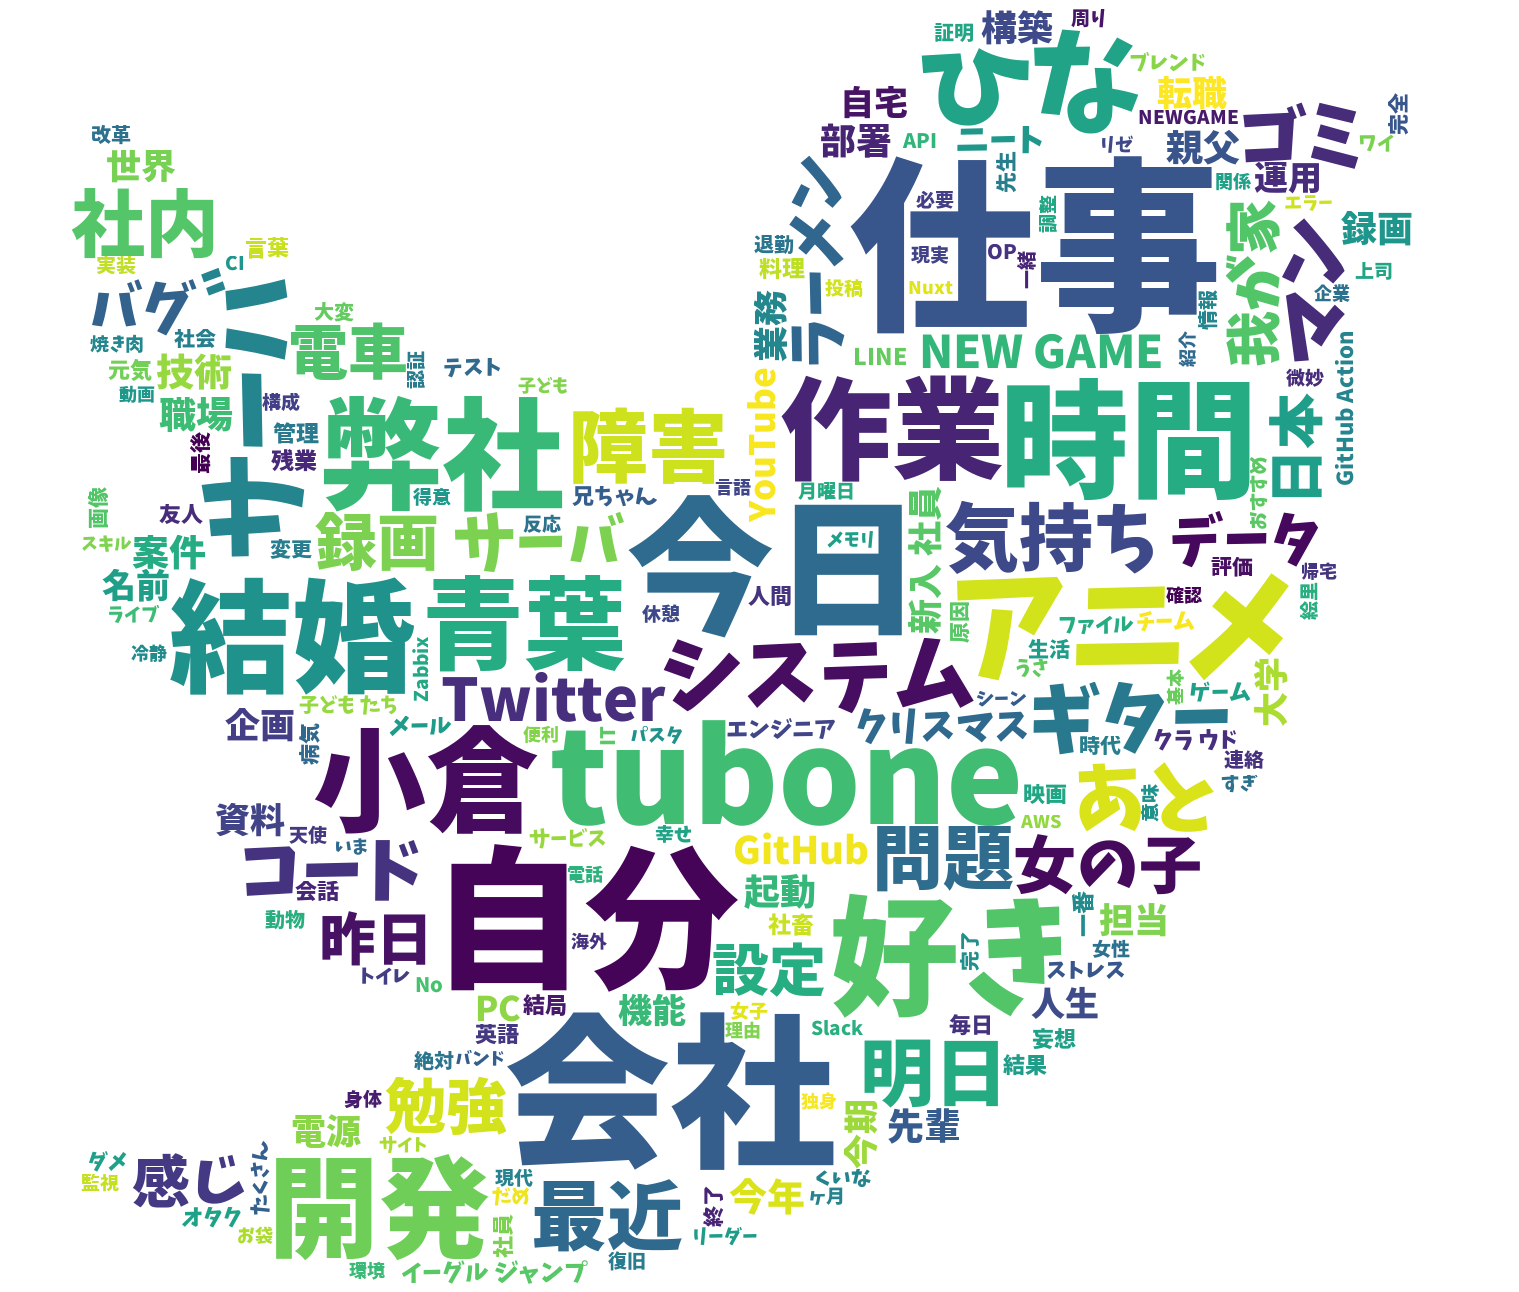 周り
構築
証明
ひな
ブレンド
転職
自宅
NEWGAME
ゴミ
完全
部署
API
ニート
リゼ
親父
ワイ
改革
世界
先生
関係
運用
社内
仕事
必要
調整
エラー
我が家
録画
マン
ラーメン
退勤
料理
現実
OP
一緒
言葉
CI
実装
投稿
Nuxt
情報
上司
企業
バグ
ミーシャキ
大変
業務
電車
社会
焼き肉
LINE
NEW GAME
紹介
GitHub Action
元気
技術
認証
テスト
微妙
動画
職場
構成
子ども
YouTube
作業
時間
日本
弊社
障害
管理
最後
残業
得意
兄ちゃん
言語
月曜日
おすすめ
画像
友人
録画
サーバ
反応
今日
メモリ
新入社員
気持ち
データ
スキル
案件
変更
評価
帰宅
名前
結婚
青葉
人間
休憩
原因
アニメ
確認
絵里
ライブ
ファイル
チーム
冷静
Zabbix
システム
生活
うさ
基本
ゲーム
大学
Twitter
シーン
子どもたち
企画
メール
便利
IT
パスタ
エンジニア
クリスマス
ギター
時代
クラウド
病気
小倉
tubone
連絡
すぎ
映画
あと
意味
資料
天使
いま
サービス
幸せ
AWS
コード
GitHub
問題
女の子
会話
自分
電話
起動
動物
昨日
社畜
好き
一番
担当
海外
設定
完了
女性
トイレ
No
ストレス
PC
結局
機能
女子
人生
英語
理由
Slack
毎日
妄想
絶対
バンド
会社
明日
結果
身体
勉強
独身
今期
先輩
電源
サイト
ダメ
感じ
たくさん
開発
現代
くいな
監視
だめ
最近
終了
今年
ヶ月
オタク
お袋
社員
リーダー
環境
イーグルジャンプ
復旧